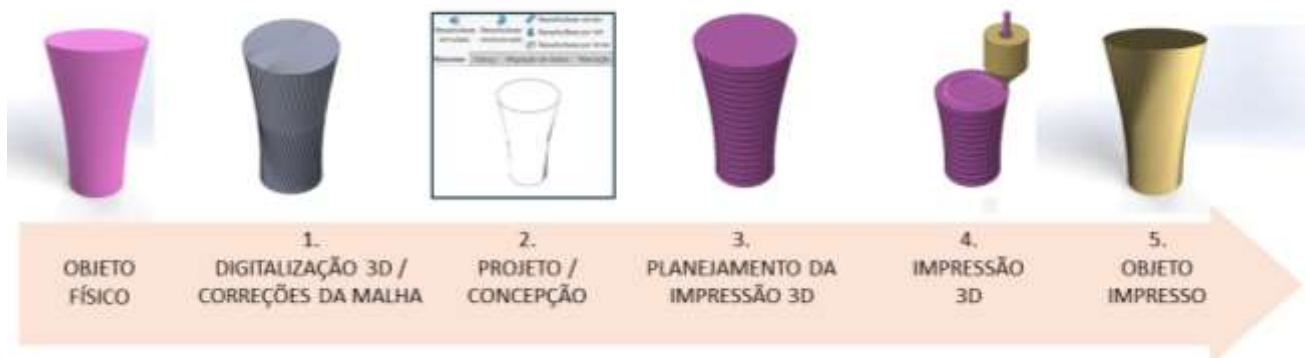 OBJETO
FÍSICO
1.
DIGITALIZAÇÃO 3D /
CORREÇÕES DA MALHA
2.
PROJETO /
CONCEPÇÃO
3.
PLANEJAMENTO DA
IMPRESSÃO 3D
4.
IMPRESSÃO
3D
5.
OBJETO
IMPRESSO